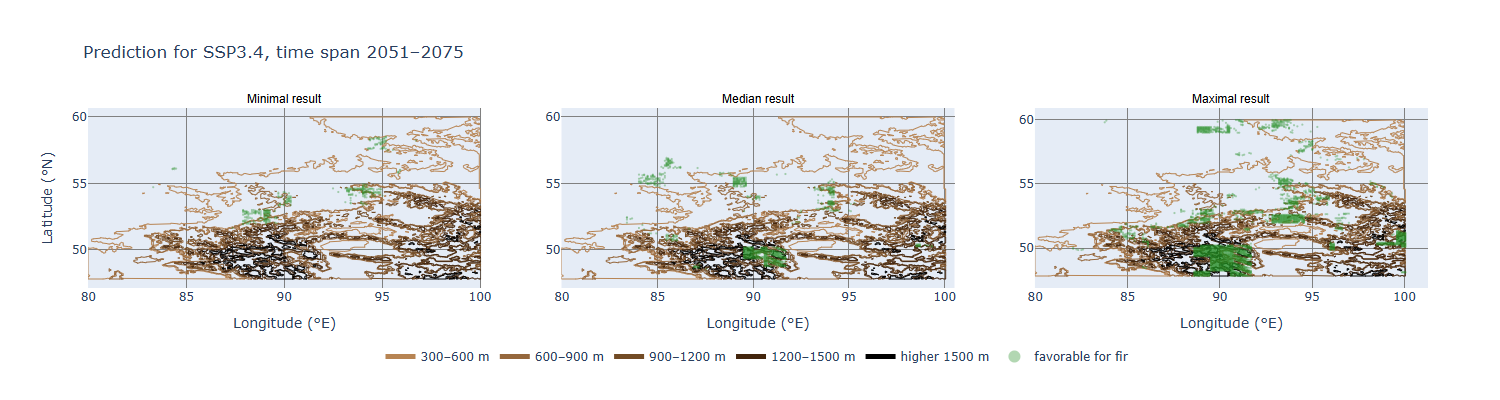 Prediction for SSP3.4, time span 2051–2075
Minimal result
Median result
Maximal result
Latitude (°N)
60
55
50
80
85
90
95
100
Longitude (°E)
60
55
50
80
85
90
95
100
Longitude (°E)
60
55
50
80
85
90
95
100
Longitude (°E)
300–600 m
600–900 m
900–1200 m
1200–1500 m
higher 1500 m
favorable for fir